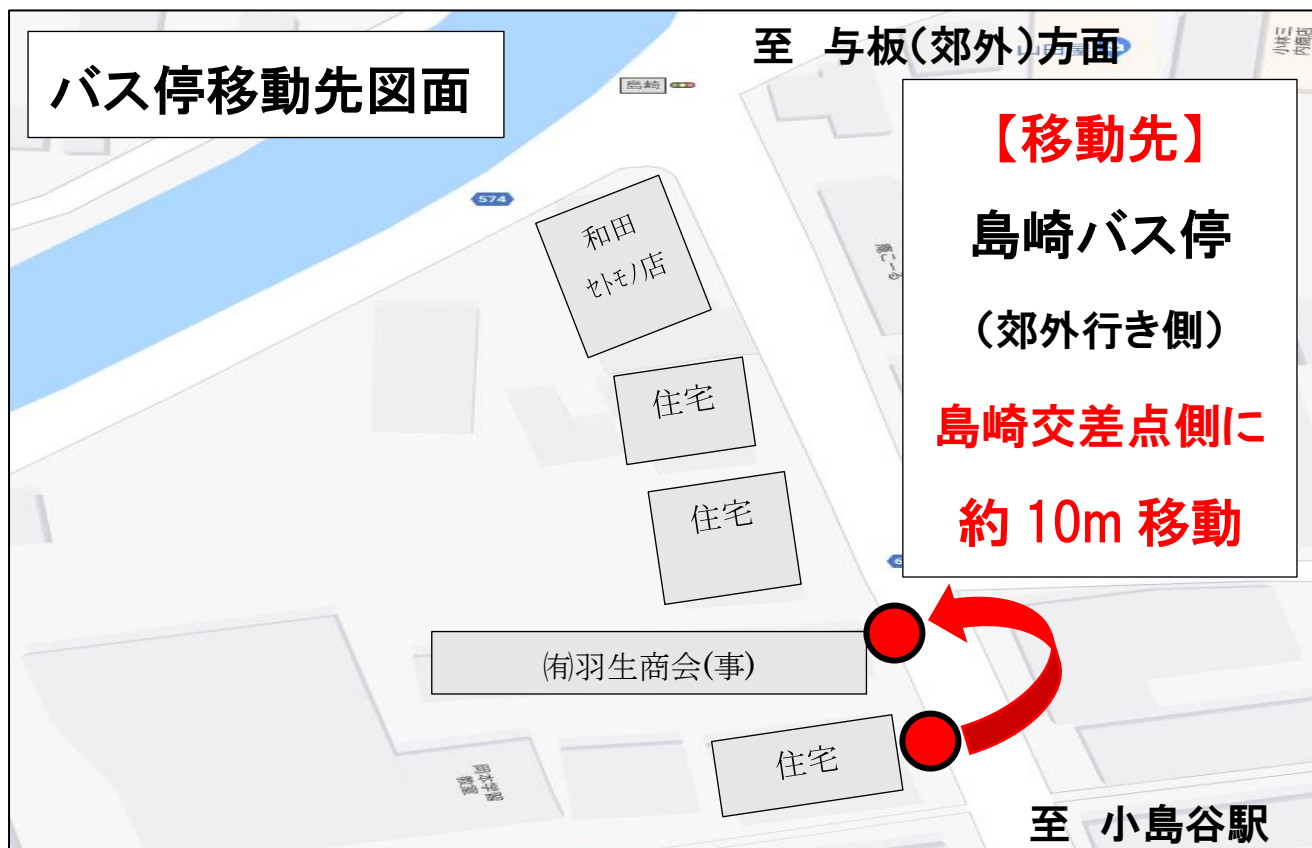 バス停移動先図面
至 与板(郊外)方面
島崎
574
和田
セトモノ店
住宅
住宅
㈲羽生商会(事)
住宅
【移動先】
島崎バス停
(郊外行き側)
島崎交差点側に
約10m移動
至 小島谷駅